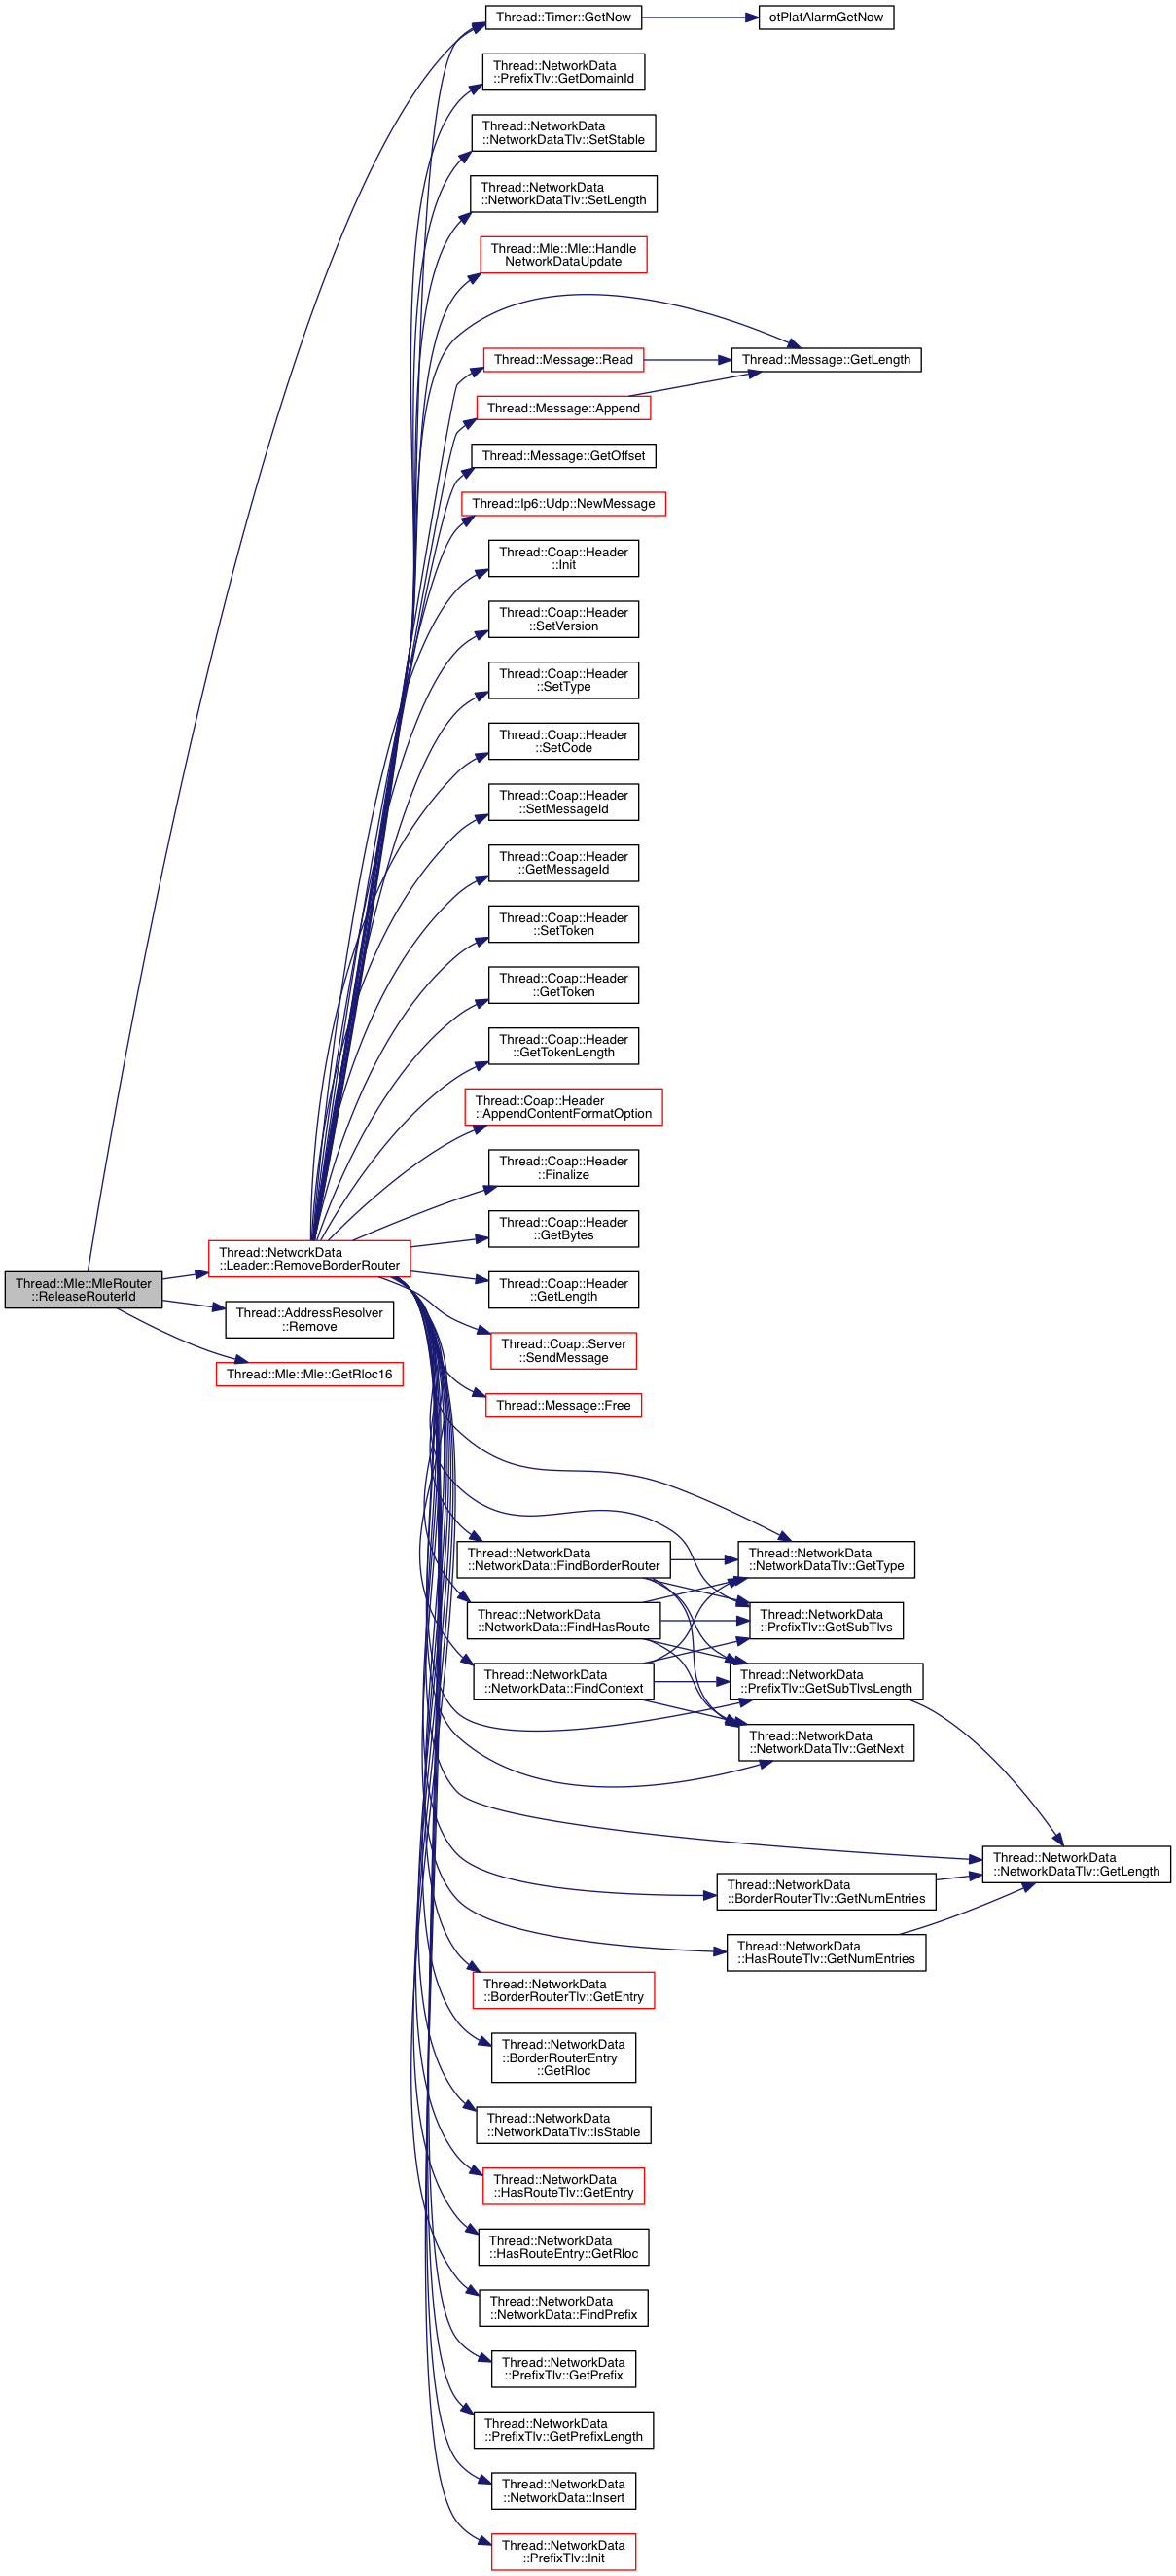 Thread::Timer::GetNow
otPlatAlarmGetNow
Thread::NetworkData
::PrefixTlv::GetDomainId
Thread::NetworkData
::NetworkDataTlv::SetStable
Thread::NetworkData
::NetworkDataTlv::SetLength
Thread::Mle::Mle::Handle
NetworkDataUpdate
Thread::Message::Read
Thread::Message::GetLength
Thread::Message::Append
Thread::Message::GetOffset
Thread::Ip6::Udp::NewMessage
Thread::Coap::Header
::Init
Thread::Coap::Header
::SetVersion
Thread::Coap::Header
::SetType
Thread::Coap::Header
::SetCode
Thread::Coap::Header
::SetMessageId
Thread::Coap::Header
::GetMessageId
Thread::Coap::Header
::SetToken
Thread::Coap::Header
::GetToken
Thread::Coap::Header
::GetTokenLength
Thread::Coap::Header
::AppendContentFormatOption
Thread::Coap::Header
::Finalize
Thread::Coap::Header
::GetBytes
Thread::NetworkData
::Leader::RemoveBorderRouter
Thread::Mle::MleRouter
::ReleaseRouterId
Thread::Coap::Header
::GetLength
Thread::AddressResolver
::Remove
Thread::Coap::Server
::SendMessage
Thread::Mle::Mle::GetRloc16
Thread::Message::Free
Thread::NetworkData
::NetworkData::FindBorderRouter
Thread::NetworkData
::NetworkDataTlv::GetType
Thread::NetworkData
::NetworkData::FindHasRoute
Thread::NetworkData
::PrefixTlv::GetSubTlvs
Thread::NetworkData
::NetworkData::FindContext
Thread::NetworkData
::PrefixTlv::GetSubTlvsLength
Thread::NetworkData
::NetworkDataTlv::GetNext
Thread::NetworkData
::NetworkDataTlv::GetLength
Thread::NetworkData
::BorderRouterTlv::GetNumEntries
Thread::NetworkData
::HasRouteTlv::GetNumEntries
Thread::NetworkData
::BorderRouterTlv::GetEntry
Thread::NetworkData
::BorderRouterEntry
::GetRloc
Thread::NetworkData
::NetworkDataTlv::IsStable
Thread::NetworkData
::HasRouteTlv::GetEntry
Thread::NetworkData
::HasRouteEntry::GetRloc
Thread::NetworkData
::NetworkData::FindPrefix
Thread::NetworkData
::PrefixTlv::GetPrefix
Thread::NetworkData
::PrefixTlv::GetPrefixLength
Thread::NetworkData
::NetworkData::Insert
Thread::NetworkData
::PrefixTlv::Init